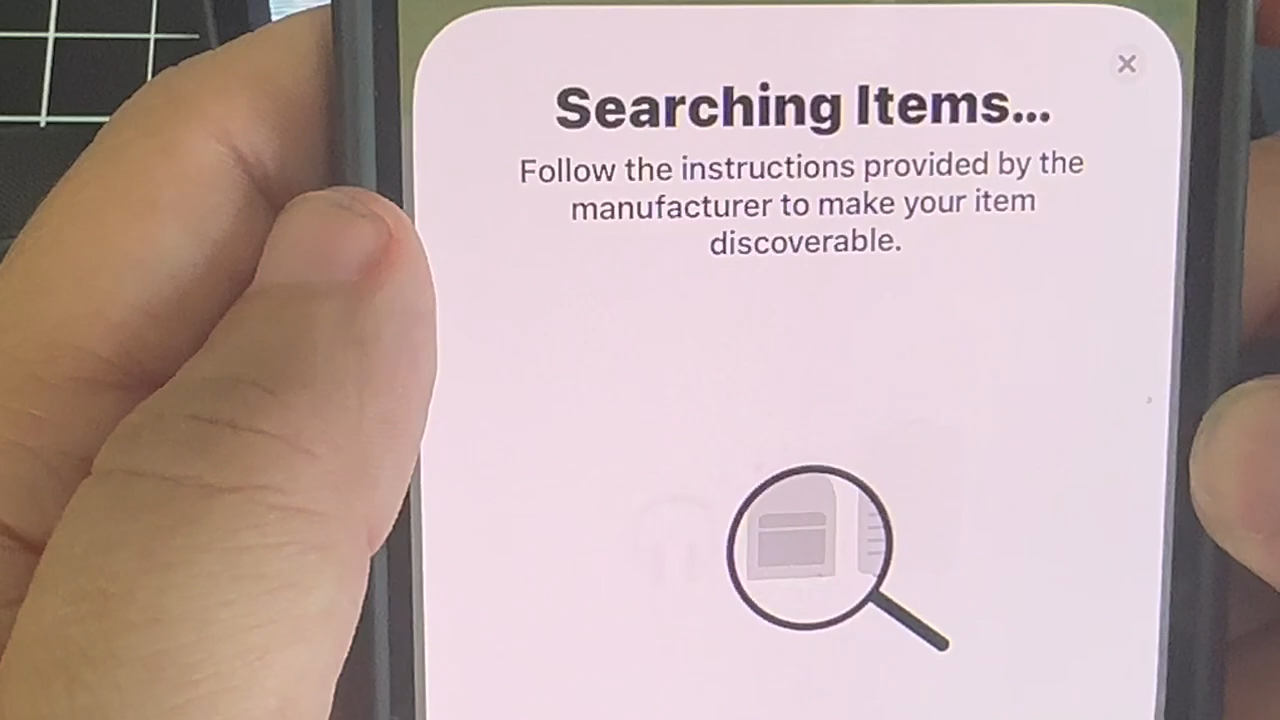 Searching Items...
Follow the instructions provided by the
manufacturer to make your item
discoverable.